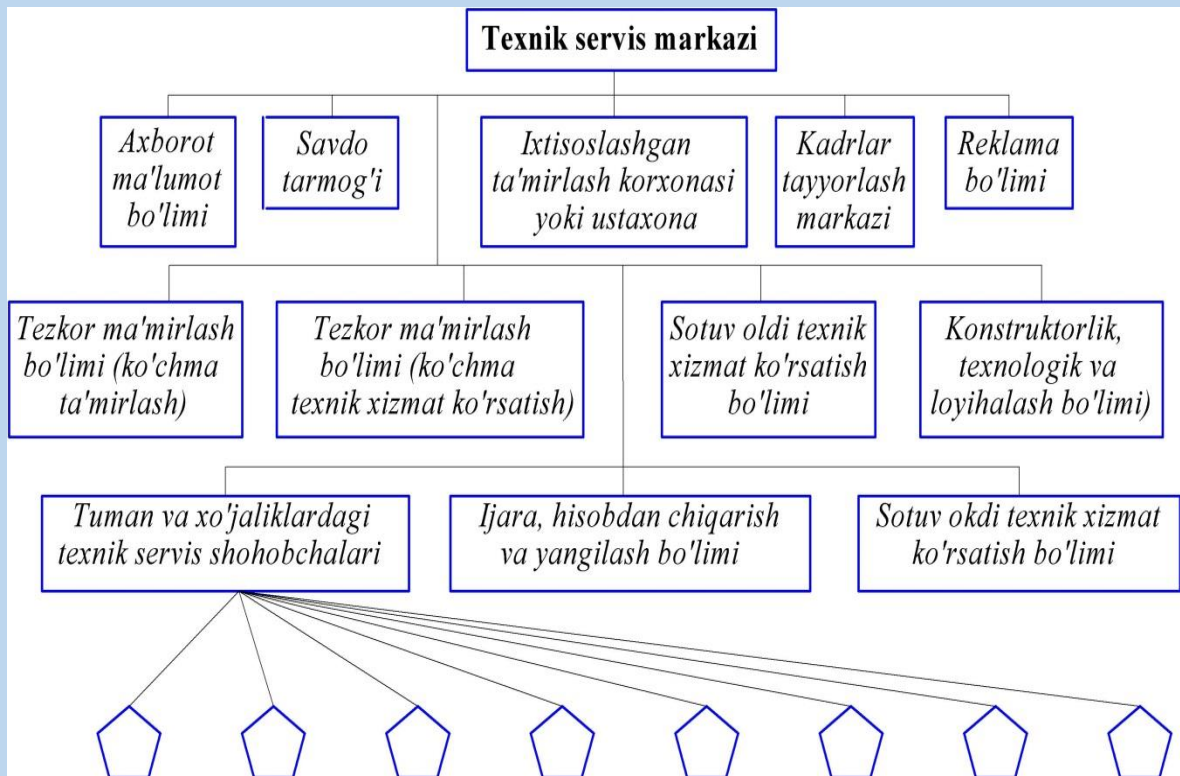 Texnik servis markazi
Axborot
ma'lumot
bo'limi
Savdo
tarmog'i
Ixtisoslashgan
ta'mirlash korxonasi
yoki ustaxona
Kadrlar
tayyorlash
markazi
Reklama
bo'limi
Tezkor ma'mirlash
bo'limi (ko'chma
ta'mirlash)
Tezkor ma'mirlash
bo'limi (ko'chma
texnik xizmat ko'rsatish)
Sotuv oldi texnik
xizmat ko'rsatish
bo'limi
Konstruktorlik,
texnologik va
loyihalash bo'limi)
Tuman va xo'jaliklardagi
texnik servis shohobchalari
Ijara, hisobdan chiqarish
va yangilash bo'limi
Sotuv okdi texnik xizmat
ko'rsatish bo'limi